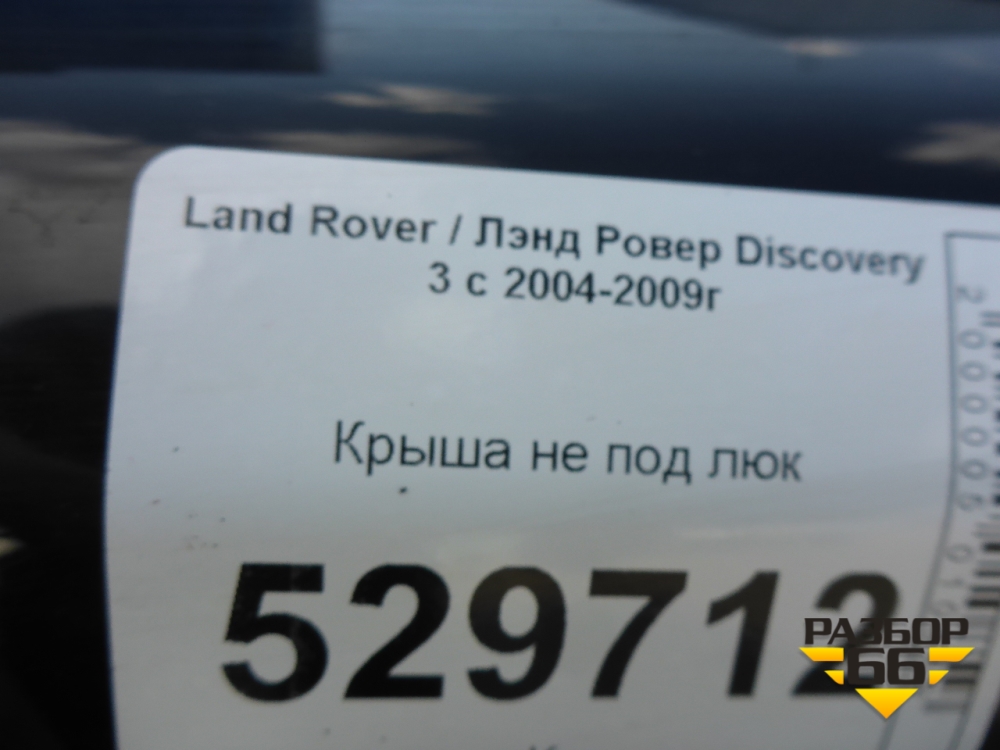 Land Rover / Лэнд Ровер Discovery
3 с 2004-2009г
Крыша не под люк
529712
РАЗБОР
66